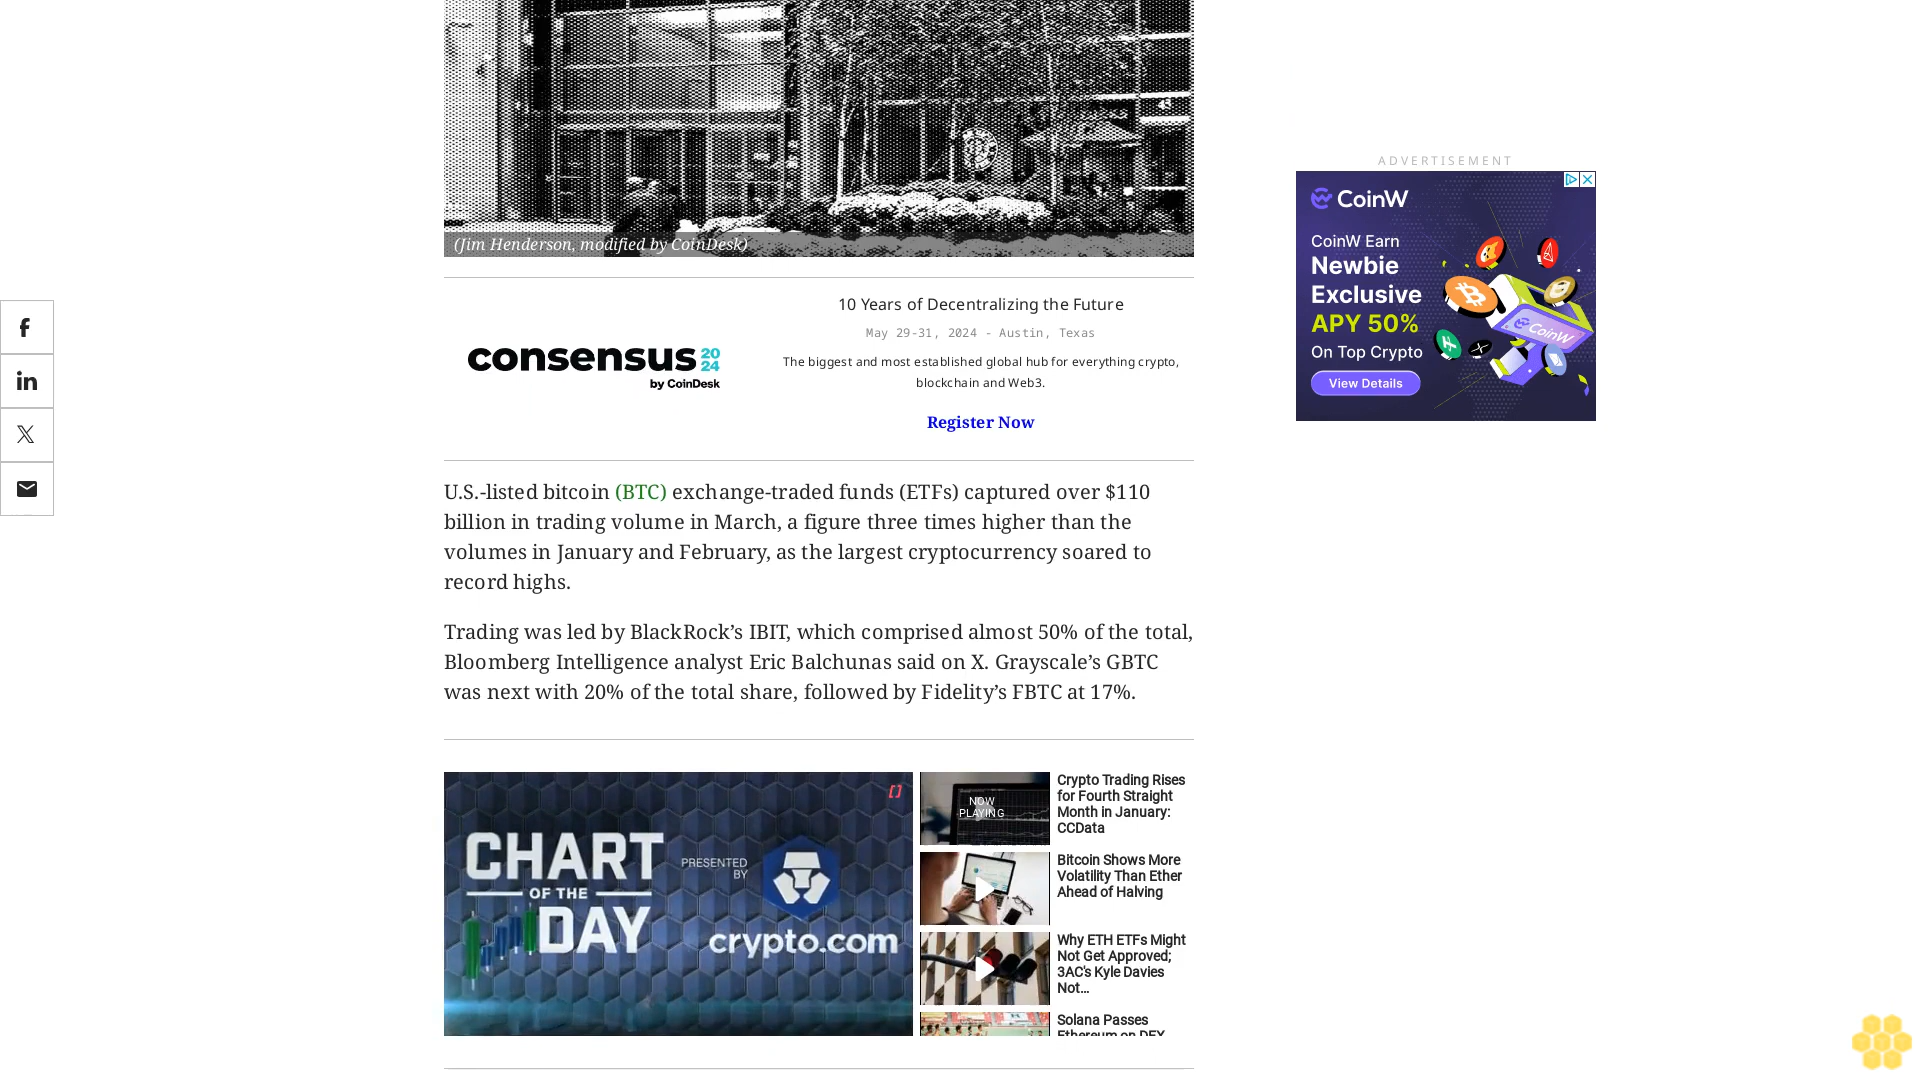 (Jim Henderson, modified by CoinDesk)
consensus 2024
by CoinDesk
10 Years of Decentralizing the Future
May 29-31, 2024 - Austin, Texas
The biggest and most established global hub for everything crypto,
blockchain and Web3.
Register Now
ADVERTISEMENT
CoinW
CoinW Earn
Newbie
Exclusive
APY 50%
On Top Crypto
View Details
CoinW
U.S.-listed bitcoin (BTC) exchange-traded funds (ETFs) captured over $110
billion in trading volume in March, a figure three times higher than the
volumes in January and February, as the largest cryptocurrency soared to
record highs.
Trading was led by BlackRock’s IBIT, which comprised almost 50% of the total,
Bloomberg Intelligence analyst Eric Balchunas said on X. Grayscale’s GBTC
was next with 20% of the total share, followed by Fidelity’s FBTC at 17%.
CHART
OF THE
DAY
PRESENTED
BY
crypto.com
NOW
PLAYING
Crypto Trading Rises
for Fourth Straight
Month in January:
CCData
Bitcoin Shows More
Volatility Than Ether
Ahead of Halving
Why ETH ETFs Might
Not Get Approved;
3AC's Kyle Davies
Not...
Solana Passes
Ethereum on DEX